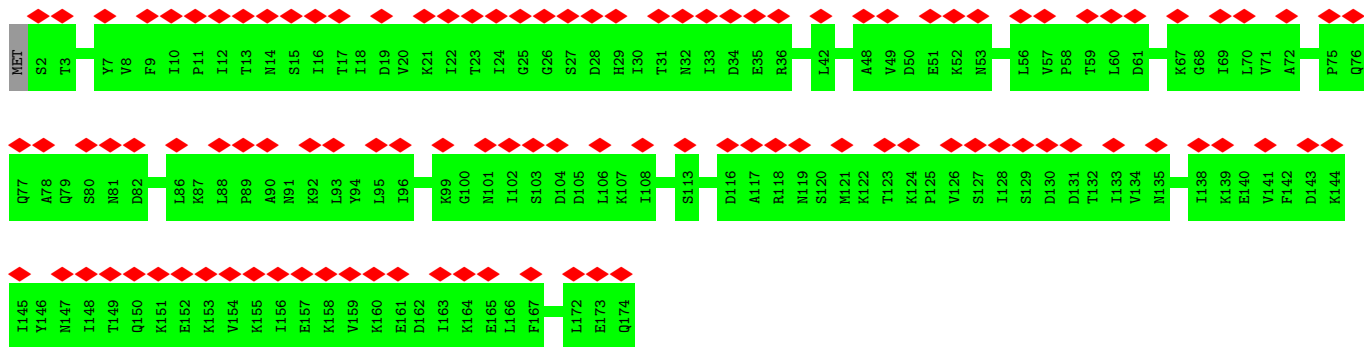 MET S2 T3 Y7 V8 F9 I10 P11 I12 T13 N14 S15 I16 T17 I18 D19 V20 K21 I22 T23 I24 G25 G26 S27 D28 H29 I30 T31 N32 I33 D34 E35 R36 L42 A48 V49 D50 E51 K52 N53 L56 V57 P58 T59 L60 D61 K67 G68 I69 L70 V71 A72 P75 Q76
Q77 A78 Q79 S80 N81 D82 L86 K87 L88 P89 A90 N91 K92 L93 Y94 L95 I96 K99 G100 N101 I102 S103 D104 D105 L106 K107 I108 S113 D116 A117 R118 N119 S120 M121 K122 T123 K124 P125 V126 S127 I128 S129 D130 D131 T132 I133 V134 N135 I138 K139 E140 V141 F142 D143 K144
I145 Y146 N147 I148 T149 Q150 K151 E152 K153 V154 K155 I156 E157 K158 V159 K160 E161 D162 I163 K164 E165 L166 F167 L172 E173 Q174